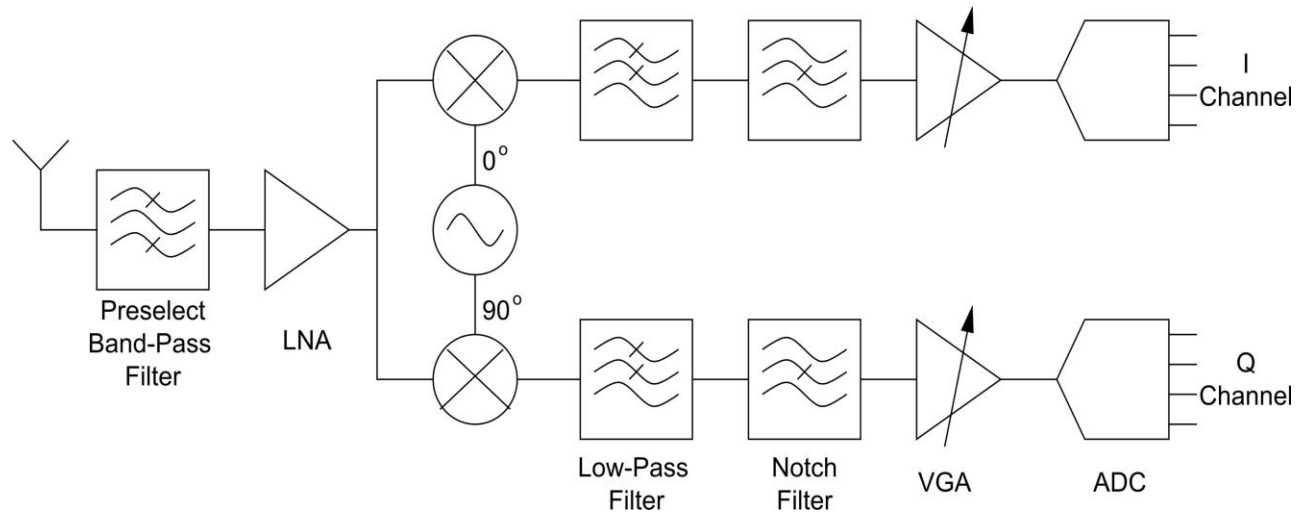 I
Channel
0°
90°
Preselect
Band-Pass
Filter
LNA
Q
Channel
Low-Pass
Filter
Notch
Filter
VGA
ADC